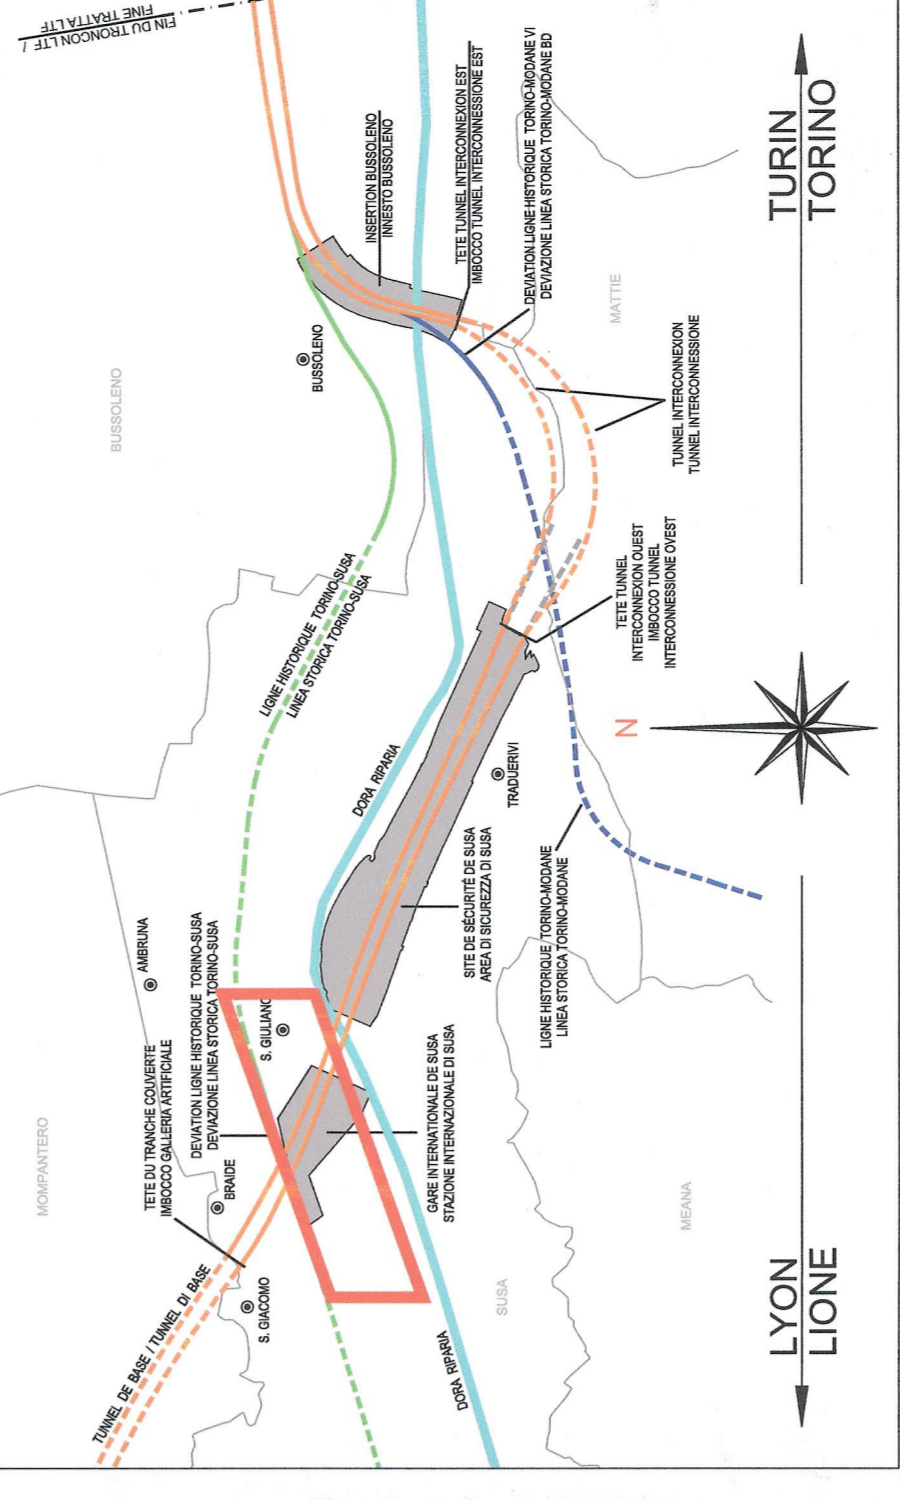 FIN DU TRONCON LTF /
FINE TRATTA LTF
MOMPANTERO
BUSSOLENO
TUNNEL DE BASE / TUNNEL DI BASE
S. GIACOMO
BRAIDE
TETE DU TRANCHE COUVERTE
IMBOCCO GALLERIA ARTIFICIALE
DEVIATION LIGNE HISTORIQUE TORINO-SUSA
DEVIAZIONE LINEA STORICA TORINO-SUSA
AMBRUNA
S. GIULIANO
LIGNE HISTORIQUE TORINO-SUSA
LINEA STORICA TORINO-SUSA
BUSSOLENO
INSERTION BUSSOLENO
INNESTO BUSSOLENO
DORA RIPARIA
DORA RIPARIA
GARE INTERNATIONALE DE SUSA
STAZIONE INTERNAZIONALE DI SUSA
SITE DE SÉCURITÉ DE SUSA
AREA DI SICUREZZA DI SUSA
TRADUERIVI
TETE TUNNEL INTERCONNEXION EST
IMBOCCO TUNNEL INTERCONNESSIONE EST
DEVIATION LIGNE HISTORIQUE TORINO-MODANE VI
DEVIAZIONE LINEA STORICA TORINO-MODANE BD
SUSA
LIGNE HISTORIQUE TORINO-MODANE
LINEA STORICA TORINO-MODANE
TETE TUNNEL
INTERCONNEXION OUEST
IMBOCCO TUNNEL
INTERCONNESSIONE OVEST
MATTIE
TUNNEL INTERCONNEXION
TUNNEL INTERCONNESSIONE
MEANA
N
LYON
LIONE
TURIN
TORINO